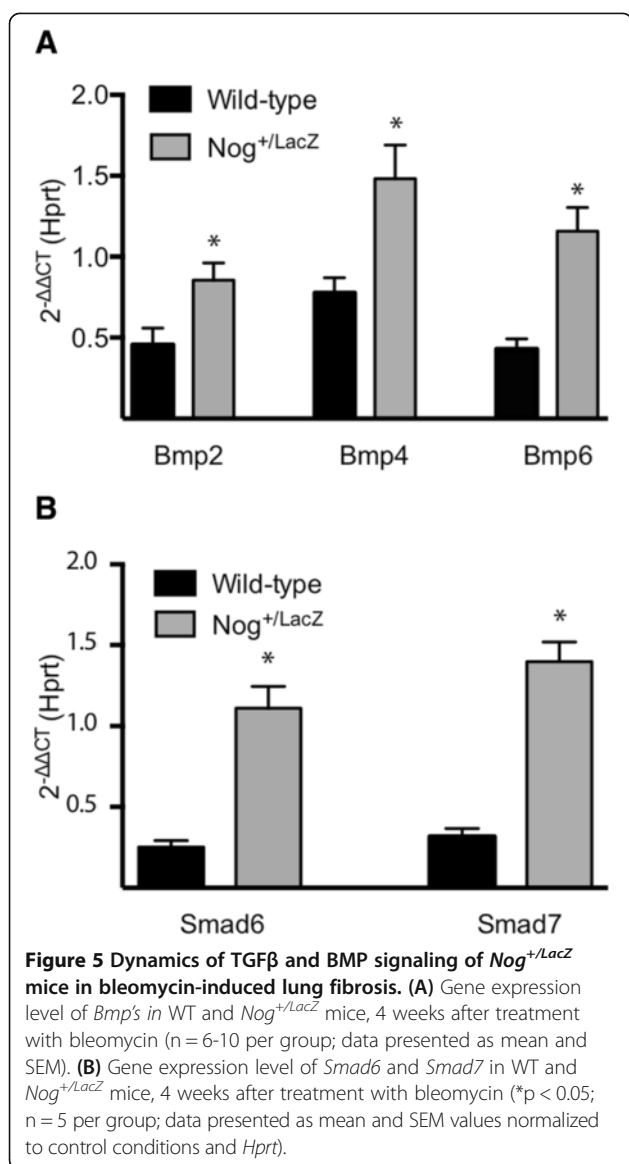 A
2.0
1.5
1.0
0.5
2-ΔΔCT (Hprt)
Wild-type
Nog+/LacZ
*
*
*
Bmp2 Bmp4 Bmp6
B
2.0
1.5
1.0
0.5
2-ΔΔCT (Hprt)
Wild-type
Nog+/LacZ
*
*
Smad6 Smad7
Figure 5 Dynamics of TGFβ and BMP signaling of Nog+/LacZ
mice in bleomycin-induced lung fibrosis. (A) Gene expression
level of Bmp's in WT and Nog+/LacZ mice, 4 weeks after treatment
with bleomycin (n = 6-10 per group; data presented as mean and
SEM). (B) Gene expression level of Smad6 and Smad7 in WT and
Nog+/LacZ mice, 4 weeks after treatment with bleomycin (*p < 0.05;
n = 5 per group; data presented as mean and SEM values normalized
to control conditions and Hprt).